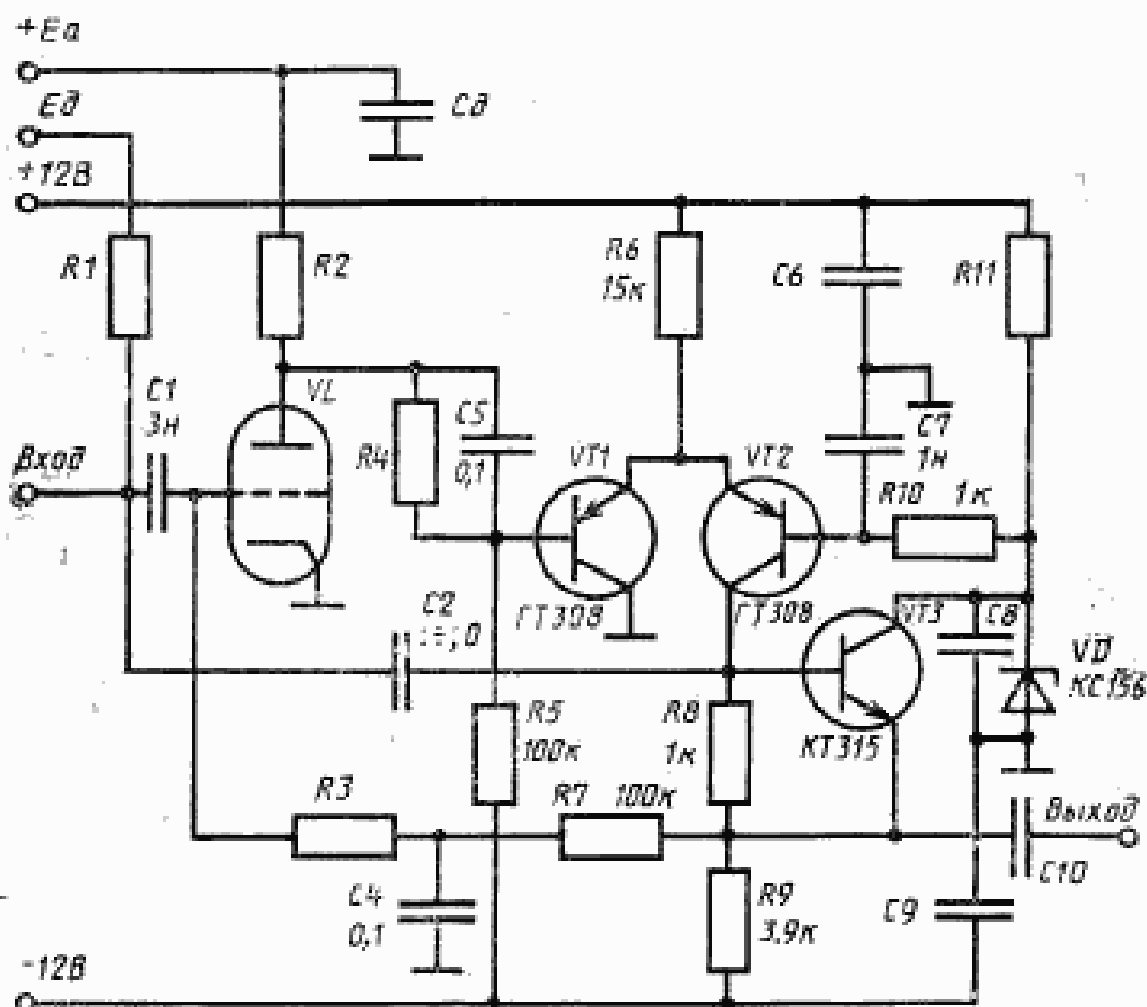 +Eа
Eд
+12В
Cд
R1
R2
R6
15к
C6
R11
C1
3н
VL
Вход
R4
C5
0,1
VT1
VT2
C7
1н
R10 1к
C2
ГТ308
ГТ308
VT3
C8
VD
КС156
R5
100к
R8
1к
КТ315
R3
R7 100к
Выход
C10
C4
0,1
R9
3,9к
C9
-12В